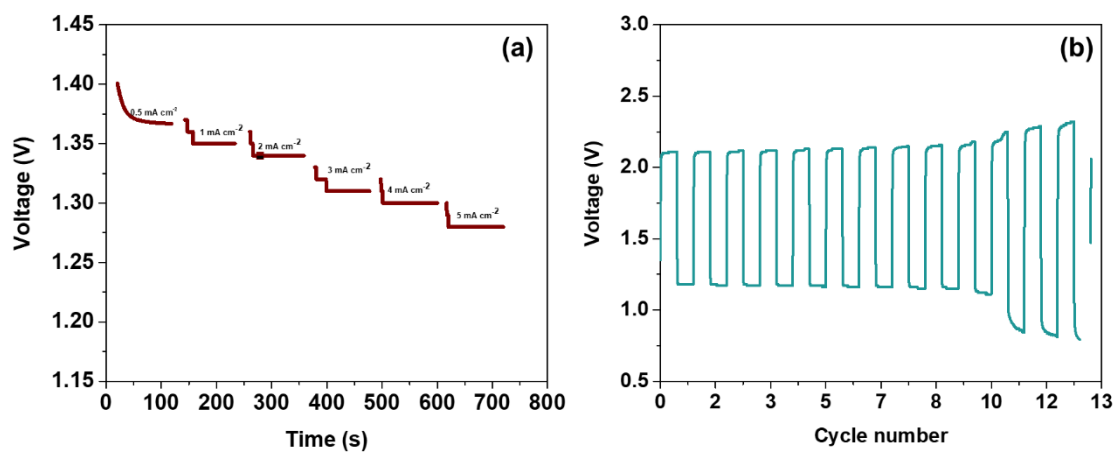 (a)
1.45
1.40
1.35
1.30
1.25
1.20
1.15
Voltage (V)
0.5 mA cm⁻²
1 mA cm⁻²
2 mA cm⁻²
3 mA cm⁻²
4 mA cm⁻²
5 mA cm⁻²
0 100 200 300 400 500 600 700 800
Time (s)
(b)
3.0
2.5
2.0
1.5
1.0
0.5
Voltage (V)
0 2 3 5 7 8 10 12 13
Cycle number